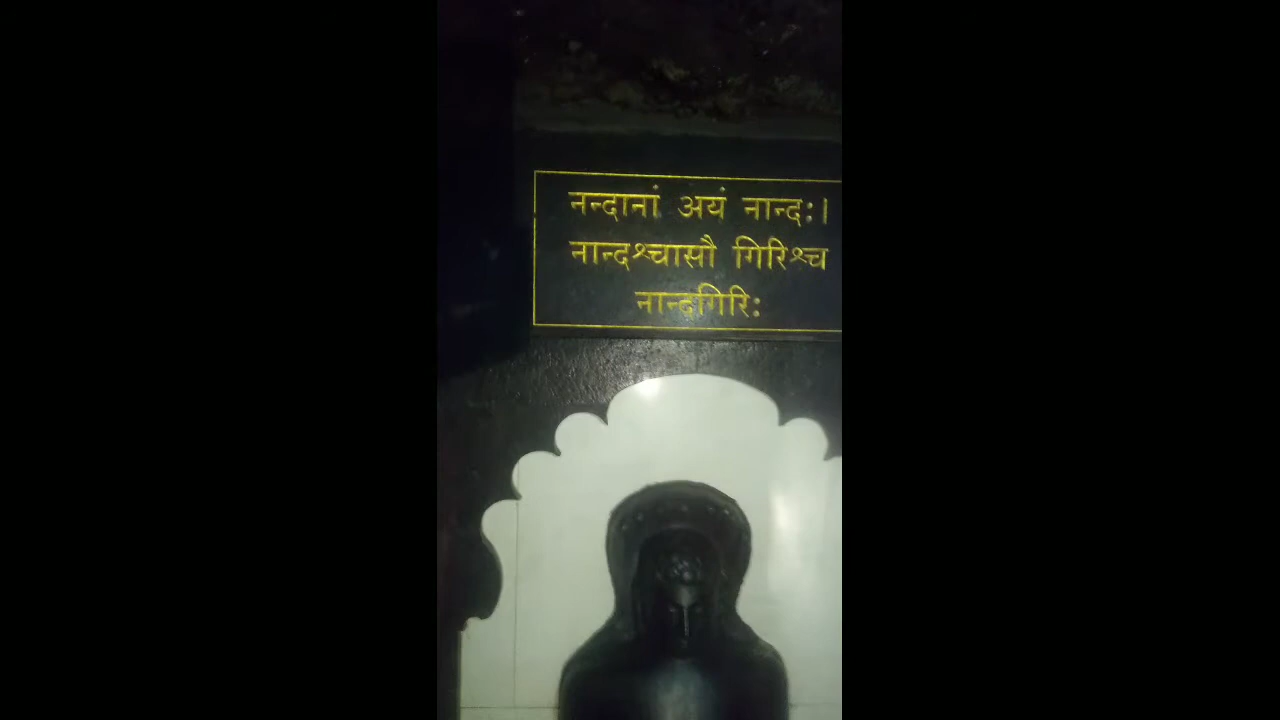 नन्दानां अयं नान्दः।
नान्दश्चासौ गिरिश्च
नान्दगिरिः